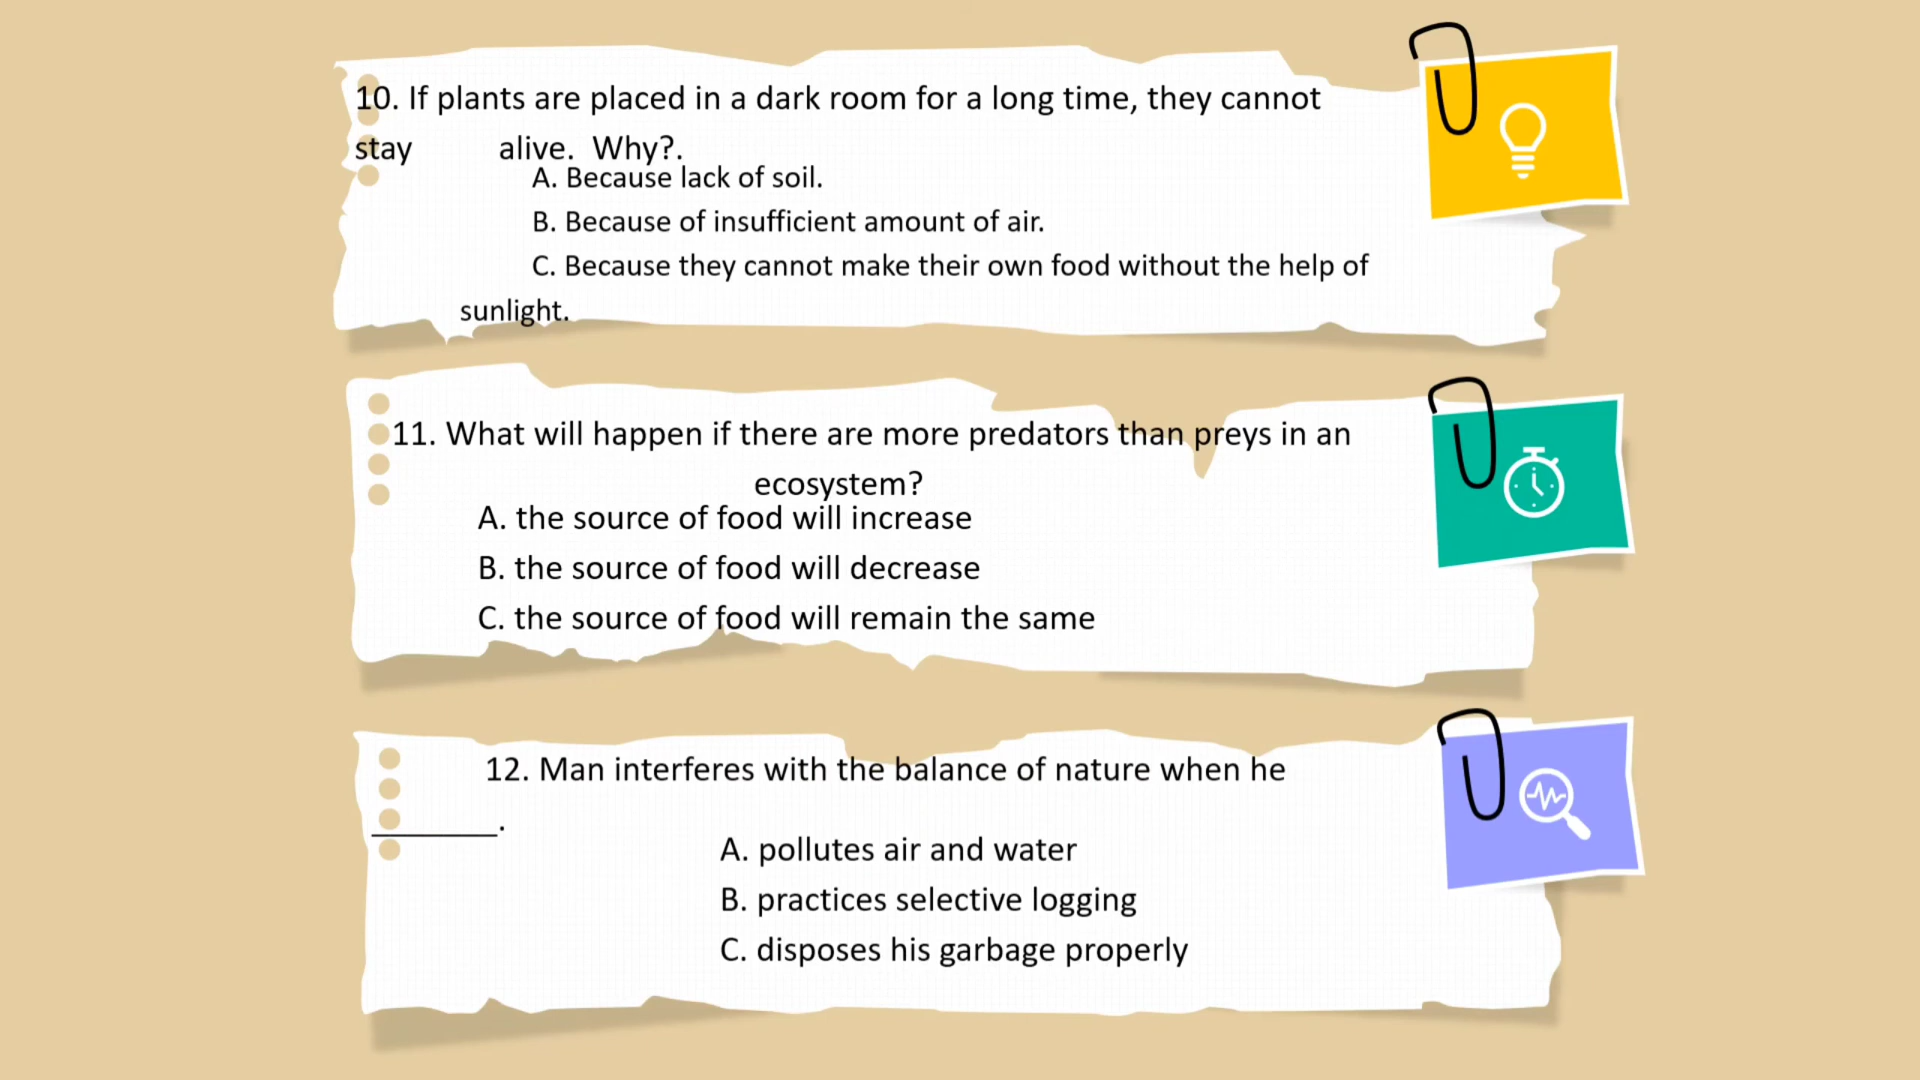 10. If plants are placed in a dark room for a long time, they cannot
stay alive. Why?.
A. Because lack of soil.
B. Because of insufficient amount of air.
C. Because they cannot make their own food without the help of
sunlight.
11. What will happen if there are more predators than preys in an
ecosystem?
A. the source of food will increase
B. the source of food will decrease
C. the source of food will remain the same
12. Man interferes with the balance of nature when he
_________.
A. pollutes air and water
B. practices selective logging
C. disposes his garbage properly